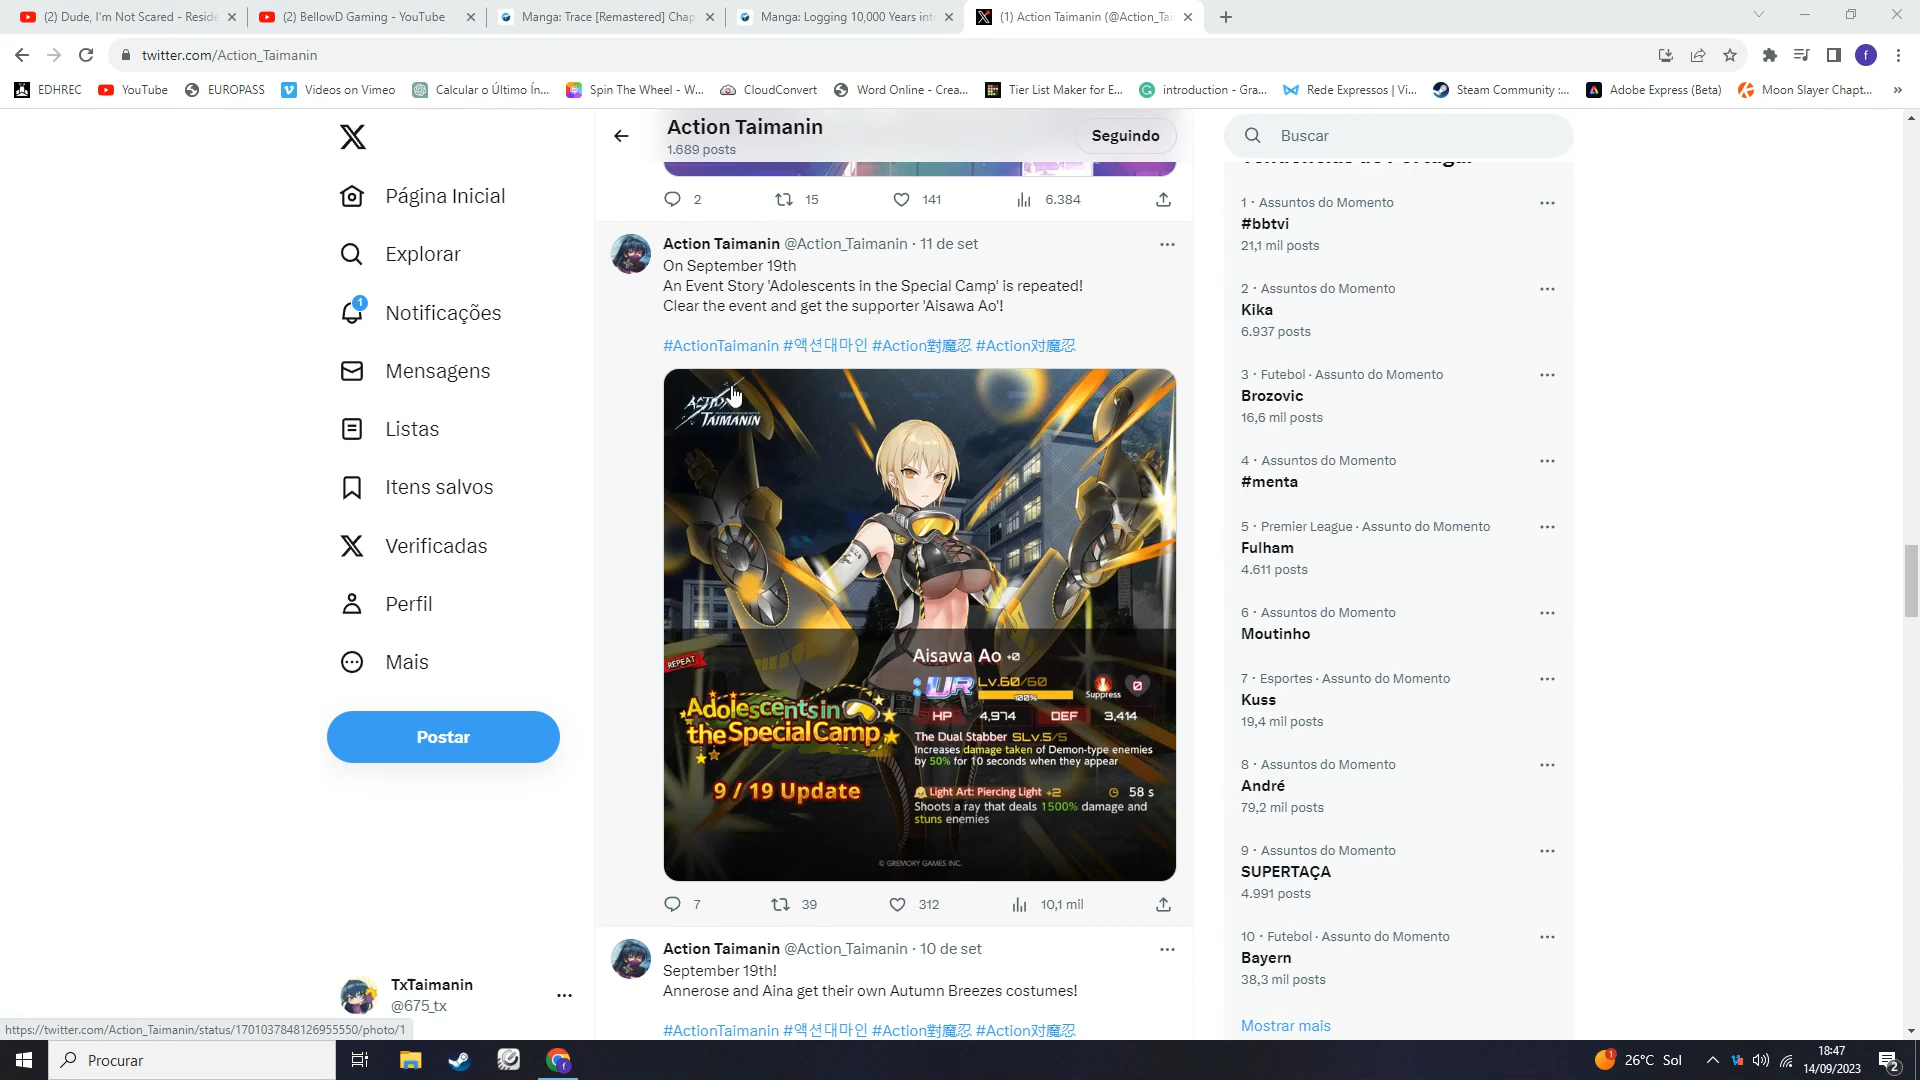 (2) Dude, I'm Not Scared - Reside
(2) BellowD Gaming - YouTube
Manga: Trace [Remastered] Chap
Manga: Logging 10,000 Years int
(1) Action Taimanin (@Action_Tai
twitter.com/Action_Taimanin
f
EDHREC
YouTube
EUROPASS
Videos on Vimeo
Calcular o Último Ín...
Spin The Wheel - W...
CloudConvert
Word Online - Crea...
Tier List Maker for E...
introduction - Gra...
Rede Expressos | Vi...
Steam Community :...
Adobe Express (Beta)
Moon Slayer Chapt...
»
Página Inicial
Explorar
1
Notificações
Mensagens
Listas
Itens salvos
Verificadas
Perfil
Mais
Postar
TxTaimanin
@675_tx
https://twitter.com/Action_Taimanin/status/1701037848126955550/photo/1
Action Taimanin
1.689 posts
Seguindo
2 15 141 6.384
Action Taimanin @Action_Taimanin · 11 de set
On September 19th
An Event Story 'Adolescents in the Special Camp' is repeated!
Clear the event and get the supporter 'Aisawa Ao'!
#ActionTaimanin #액션대마인 #Action對魔忍 #Action对魔忍
ACTION
TAIMANIN
REPEAT
Adolescents in
the Special Camp
9 / 19 Update
Aisawa Ao +0
UR Lv.60/60
100%
Suppress
0
HP 4,974 DEF 3,414
The Dual Stabber SLv.5/5
Increases damage taken of Demon-type enemies
by 50% for 10 seconds when they appear
Light Art: Piercing Light +2 58 s
Shoots a ray that deals 1500% damage and
stuns enemies
© GREMORY GAMES INC.
7 39 312 10,1 mil
Action Taimanin @Action_Taimanin · 10 de set
September 19th!
Annerose and Aina get their own Autumn Breezes costumes!
#ActionTaimanin #액션대마인 #Action對魔忍 #Action对魔忍
Buscar
Tendências de Portugal
1 · Assuntos do Momento
#bbtvi
21,1 mil posts
2 · Assuntos do Momento
Kika
6.937 posts
3 · Futebol · Assunto do Momento
Brozovic
16,6 mil posts
4 · Assuntos do Momento
#menta
5 · Premier League · Assunto do Momento
Fulham
4.611 posts
6 · Assuntos do Momento
Moutinho
7 · Esportes · Assunto do Momento
Kuss
19,4 mil posts
8 · Assuntos do Momento
André
79,2 mil posts
9 · Assuntos do Momento
SUPERTAÇA
4.991 posts
10 · Futebol · Assunto do Momento
Bayern
38,3 mil posts
Mostrar mais
Procurar
26°C Sol
18:47
14/09/2023
2